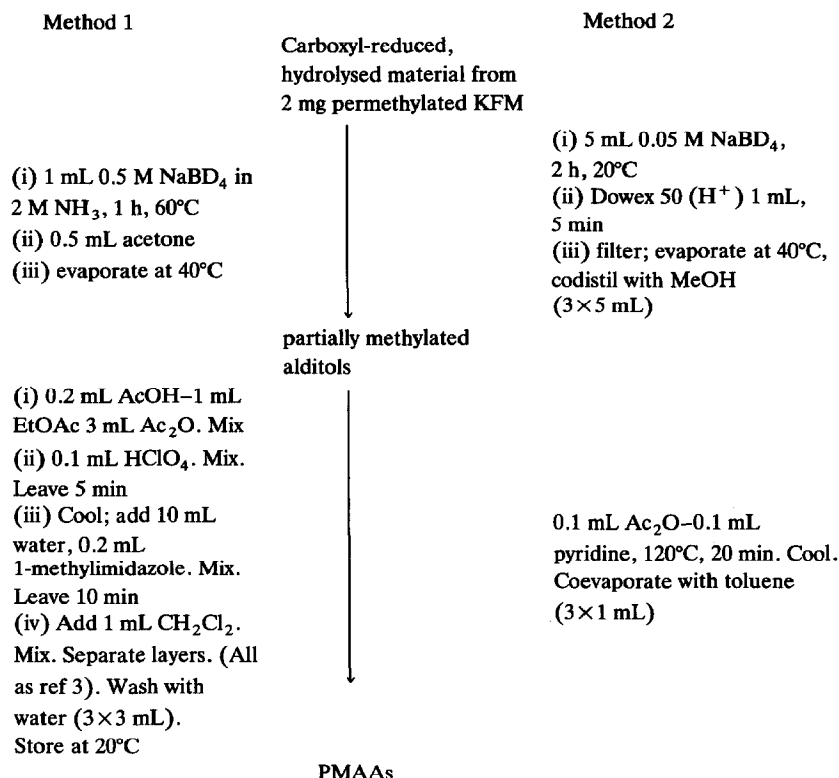 Method 1
Method 2
Carboxyl-reduced,
hydrolysed material from
2 mg permethylated KFM
(i) 1 mL 0.5 M NaBD₄ in
2 M NH₃, 1 h, 60°C
(ii) 0.5 mL acetone
(iii) evaporate at 40°C
(i) 5 mL 0.05 M NaBD₄,
2 h, 20°C
(ii) Dowex 50 (H⁺) 1 mL,
5 min
(iii) filter; evaporate at 40°C,
codistil with MeOH
(3×5 mL)
partially methylated
alditols
(i) 0.2 mL AcOH–1 mL
EtOAc 3 mL Ac₂O. Mix
(ii) 0.1 mL HClO₄. Mix.
Leave 5 min
(iii) Cool; add 10 mL
water, 0.2 mL
1-methylimidazole. Mix.
Leave 10 min
(iv) Add 1 mL CH₂Cl₂.
Mix. Separate layers. (All
as ref 3). Wash with
water (3×3 mL).
Store at 20°C
0.1 mL Ac₂O–0.1 mL
pyridine, 120°C, 20 min. Cool.
Coevaporate with toluene
(3×1 mL)
PMAAs